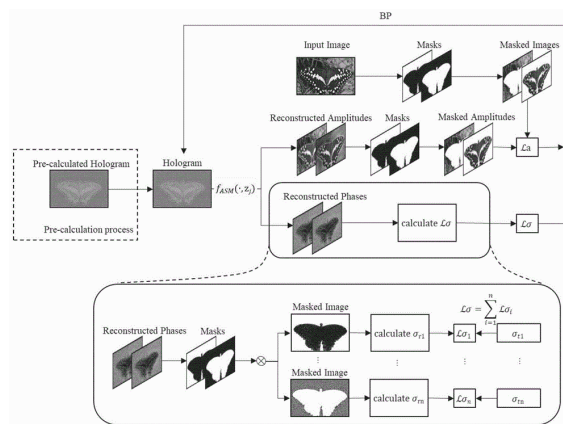 BP
Input Image
Masks
Masked Images
Reconstructed Amplitudes
Masks
Masked Amplitudes
ℒa
Pre-calculated Hologram
Hologram
f_ASM(·, z_j)
Pre-calculation process
Reconstructed Phases
calculate ℒσ
ℒσ
ℒσ = ∑_{i=1}^{n} ℒσ_i
Masked Image
Reconstructed Phases
Masks
calculate σ_r1
ℒσ_1
σ_t1
Masked Image
calculate σ_rn
ℒσ_n
σ_tn